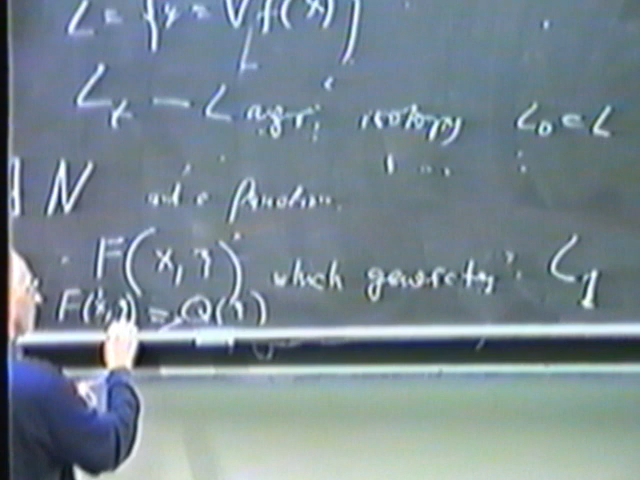 L = {y = ∇f(x)}
L
L_t – Lagr. isotopy L_0 = L
∃ N and a function
F(x, η) which generates L_1
F(x, η) = Q(η)